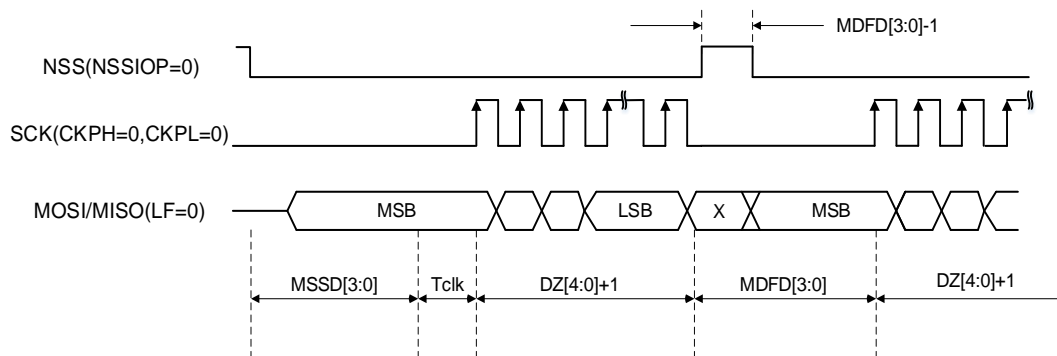 MDFD[3:0]-1
NSS(NSSIOP=0)
SCK(CKPH=0,CKPL=0)
MOSI/MISO(LF=0)
MSB
LSB
X
MSB
MSSD[3:0]
Tclk
DZ[4:0]+1
MDFD[3:0]
DZ[4:0]+1